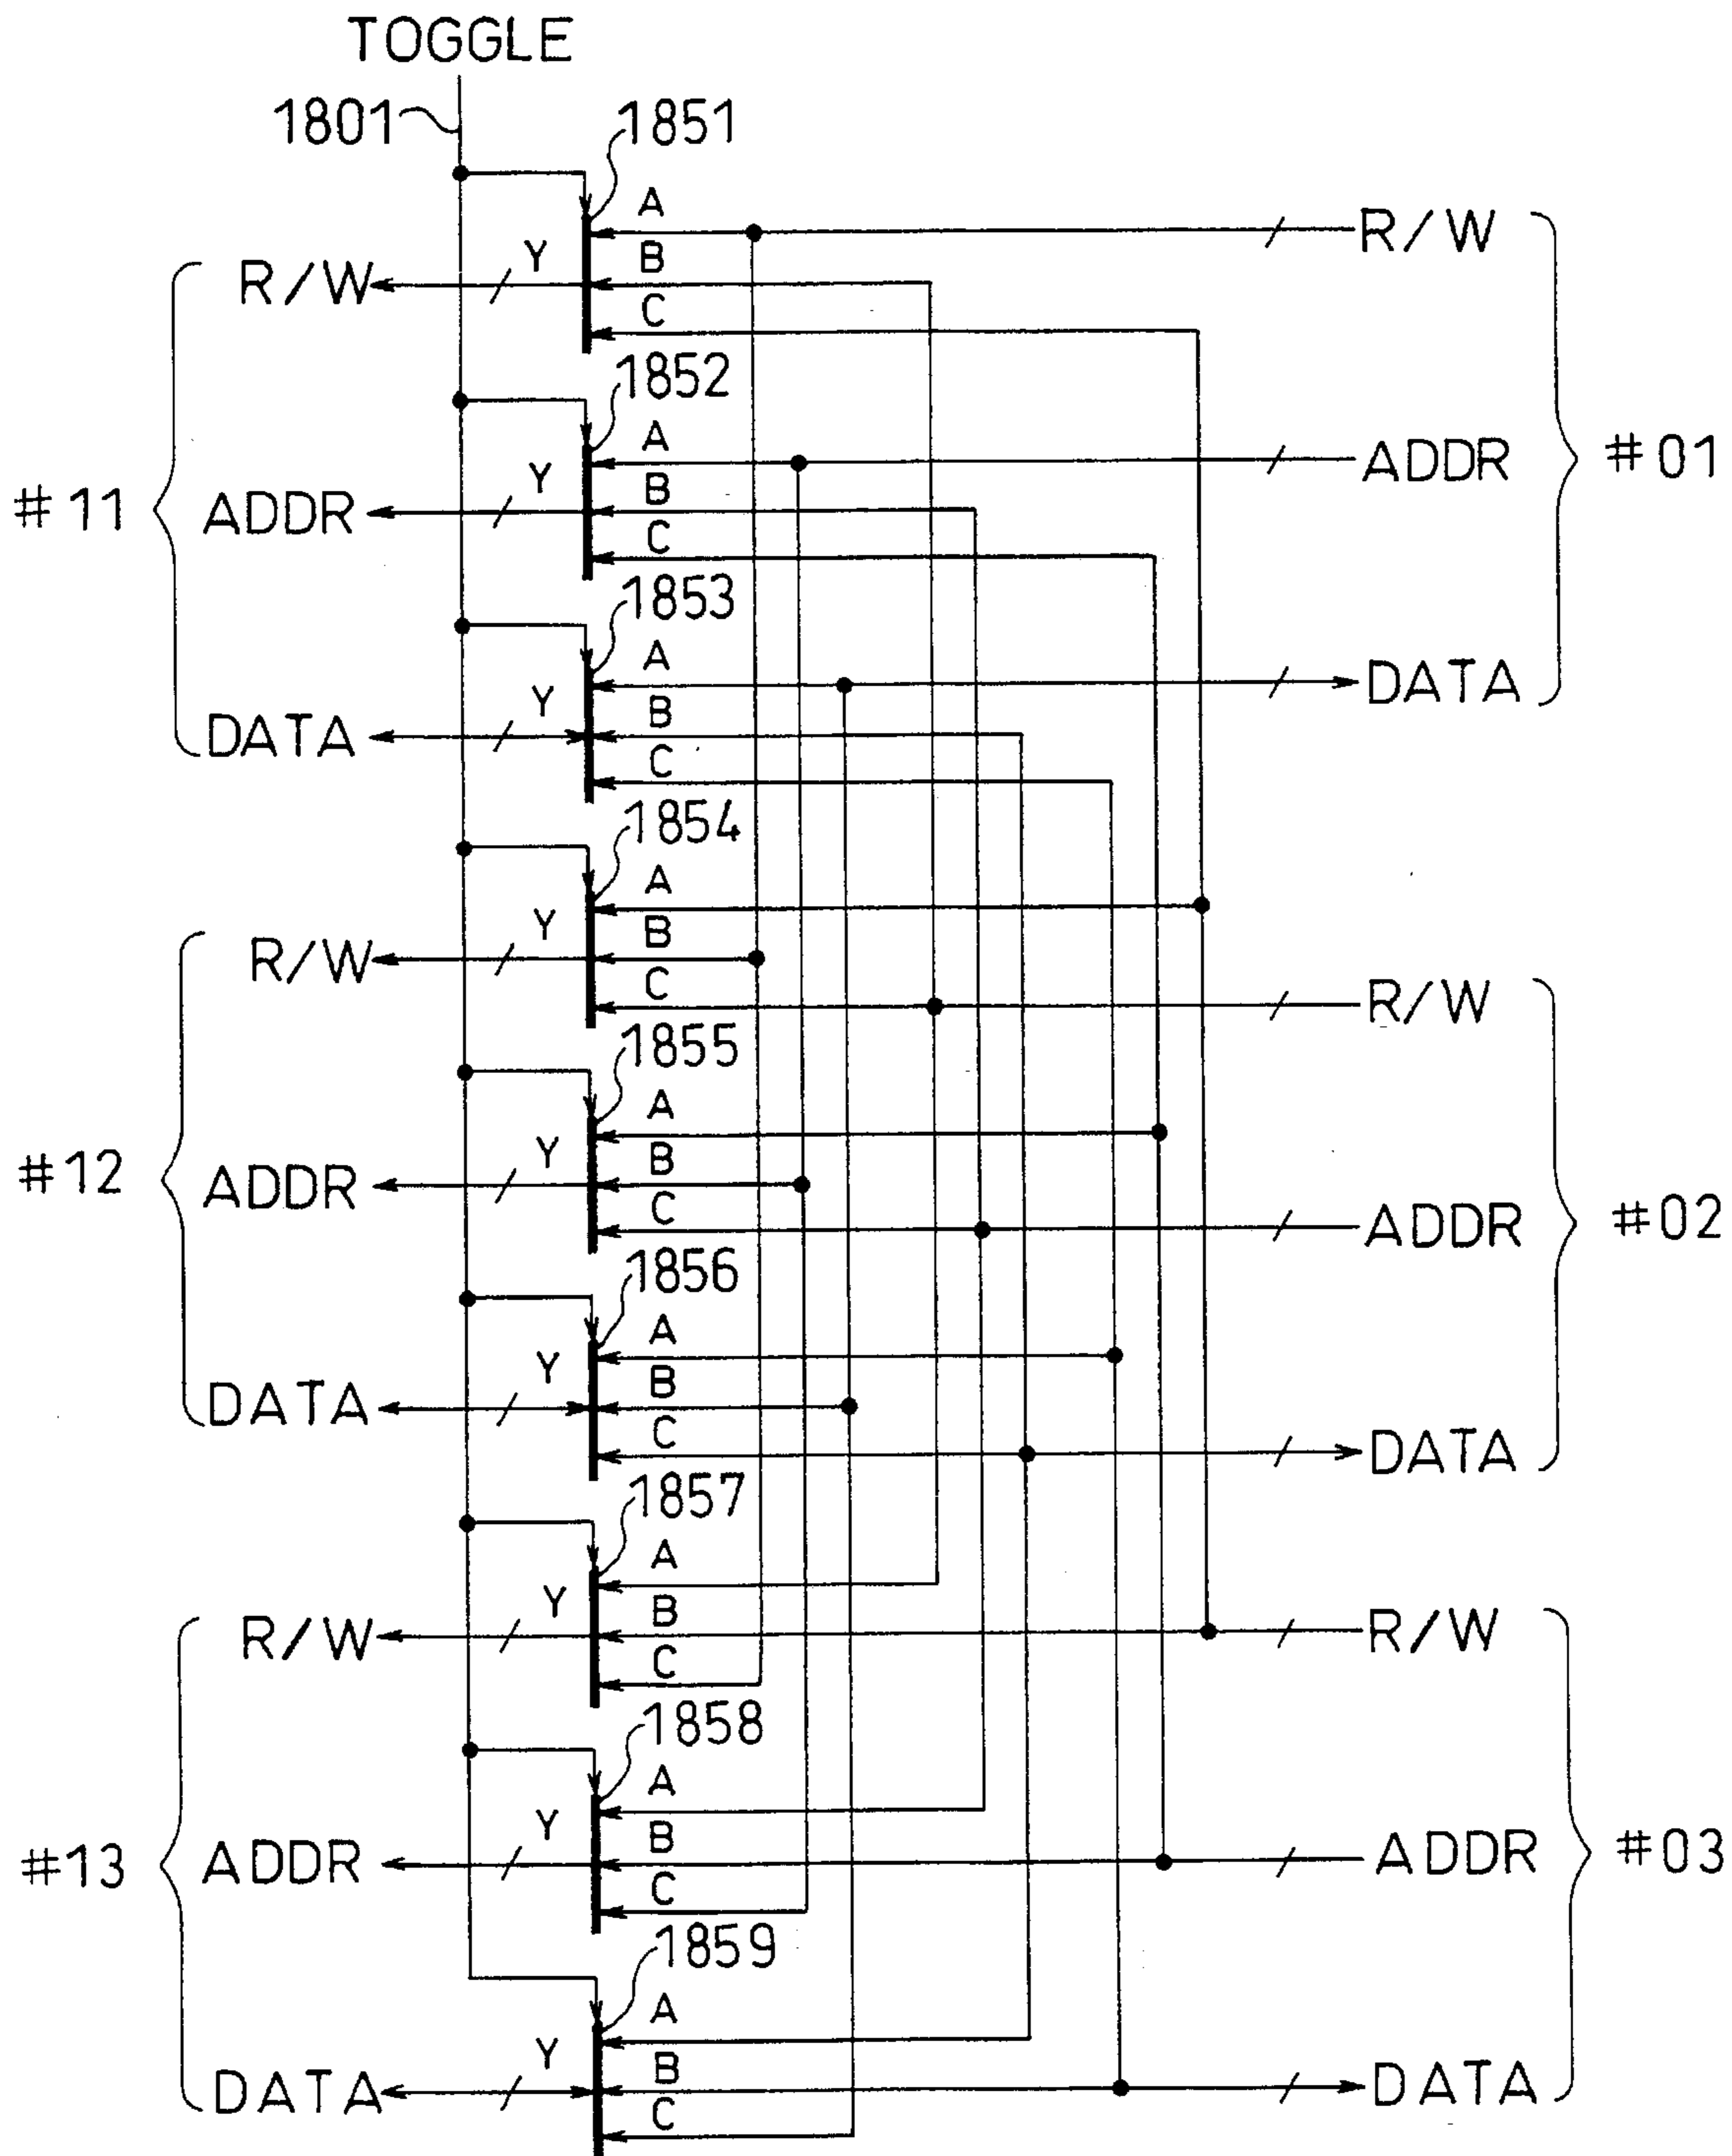 TOGGLE
1801
1851
A
R/W
B
Y
R/W
C
1852
A
ADDR
#01
#11
Y
ADDR
B
C
1853
A
DATA
Y
B
DATA
C
1854
A
Y
B
R/W
C
R/W
1855
A
#12
Y
B
ADDR
C
ADDR
#02
1856
A
Y
B
DATA
C
DATA
1857
A
Y
B
R/W
R/W
C
1858
A
Y
B
#13
ADDR
ADDR
#03
C
1859
A
Y
B
DATA
DATA
C